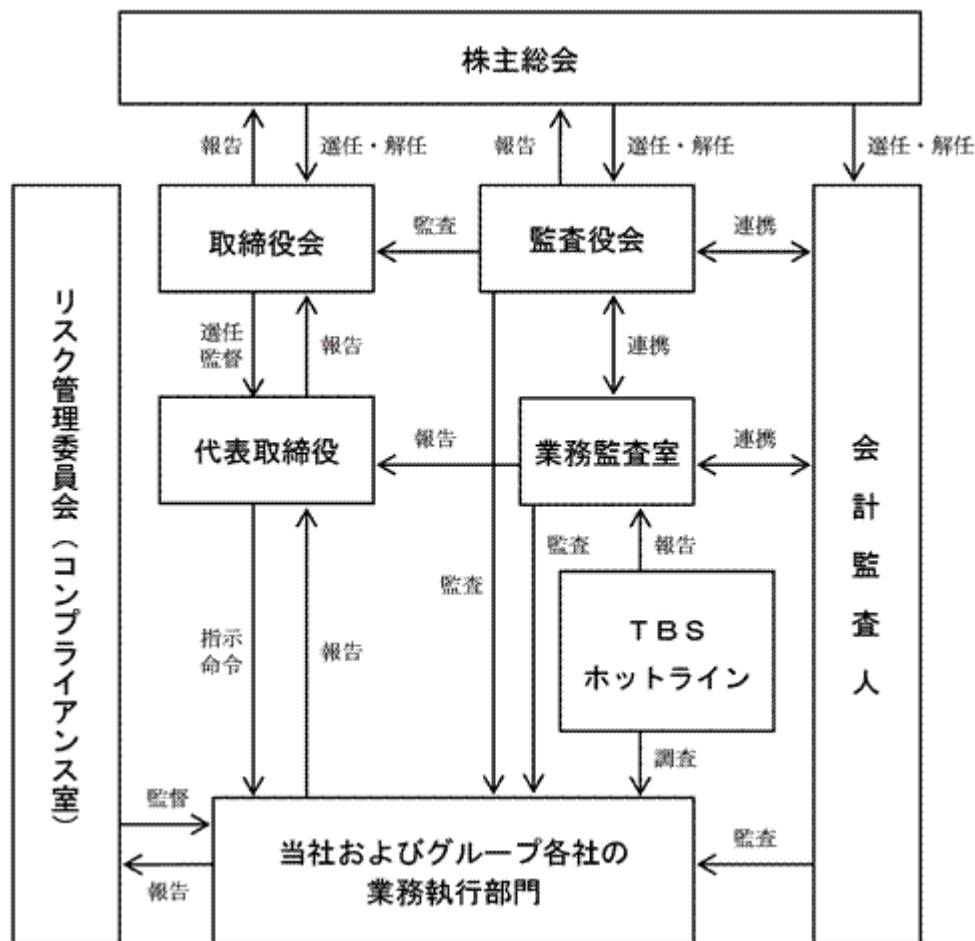 株主総会
報告
選任・解任
報告
選任・解任
選任・解任
取締役会
監査
監査役会
連携
選任
監督
報告
連携
代表取締役
報告
業務監査室
連携
リスク管理委員会（コンプライアンス室）
会計監査人
監査
報告
監査
TBS
ホットライン
指示
命令
報告
調査
監督
報告
当社およびグループ各社の
業務執行部門
監査